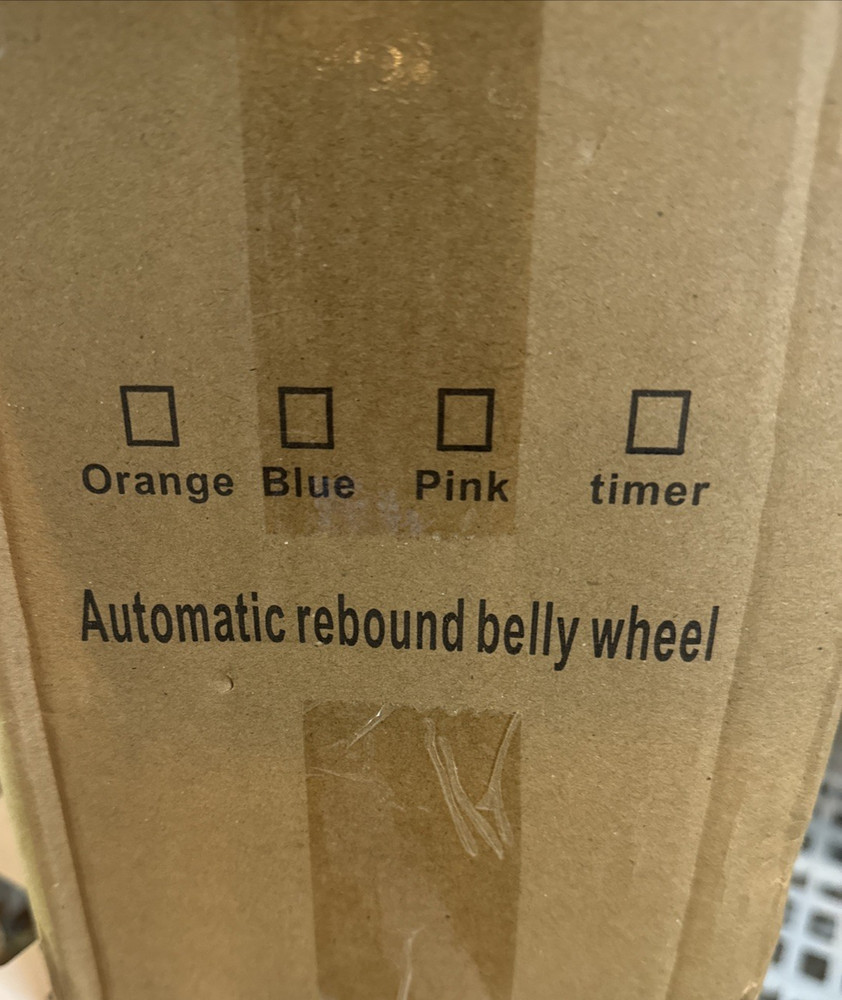 Orange Blue Pink timer
Automatic rebound belly wheel